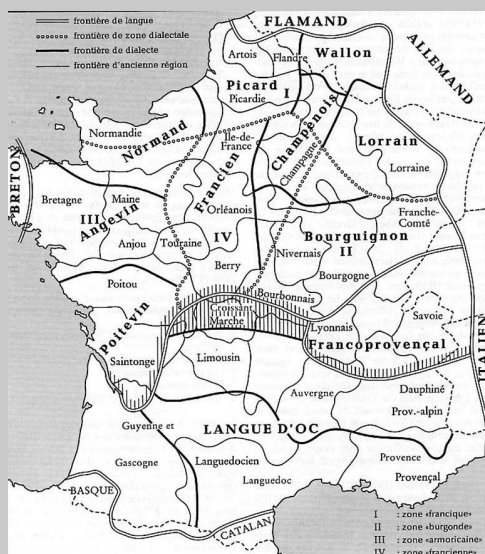 frontière de langue
frontière de zone dialectale
frontière de dialecte
frontière d'ancienne région
FLAMAND
Wallon
ALLEMAND
Artois
Flandre
Picard
I
Picardie
Normandie
Normand
Ile-de-
France
Champenois
Champagne
Lorrain
Lorraine
BRETON
Bretagne
Maine
III
Angevin
Anjou
Touraine
Francien
Orléanois
IV
Berry
Franche-
Comté
Bourguignon
II
Nivernais
Bourgogne
Poitou
Poitevin
Bourbonnais
Croissant
Marche
Saintonge
Limousin
Lyonnais
Savoie
Francoprovençal
ITALIEN
Auvergne
Dauphiné
Prov.-alpin
Guyenne et
Gascogne
LANGUE D'OC
Languedocien
Languedoc
Provence
Provençal
BASQUE
CATALAN
I : zone «francique»
II : zone «burgonde»
III : zone «armoricaine»
IV : zone «francienne»